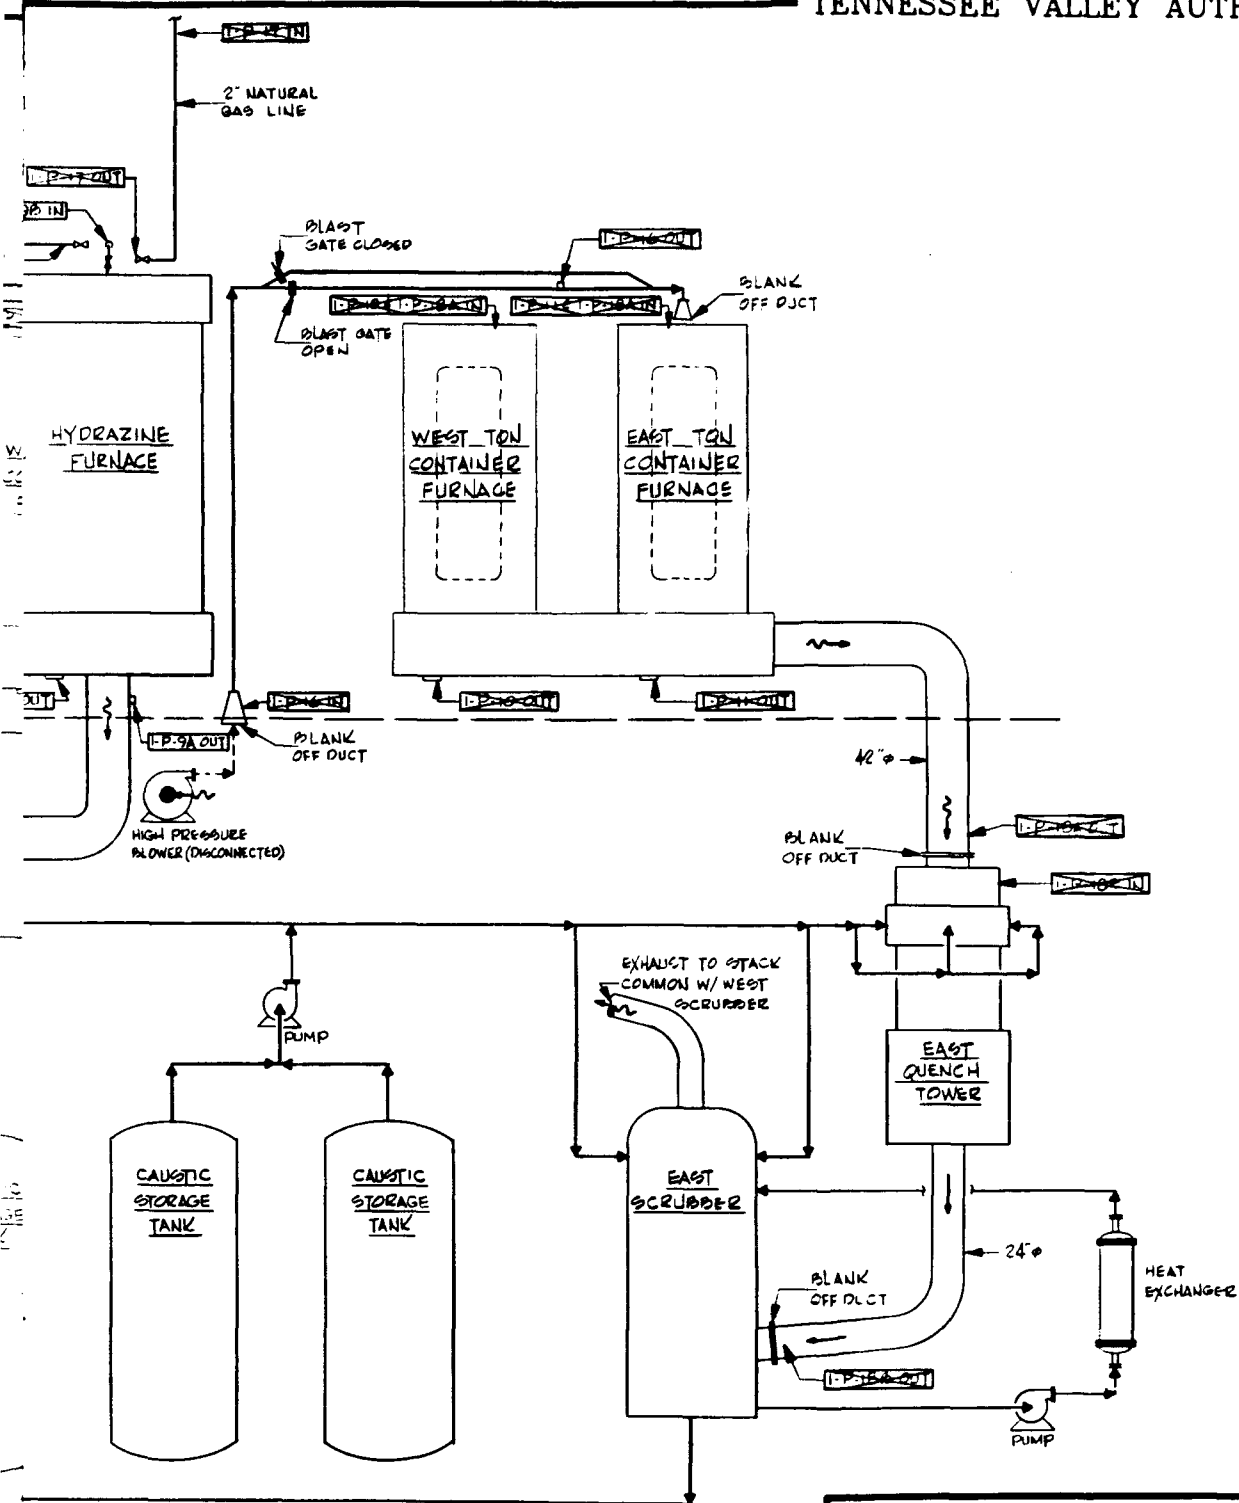 TENNESSEE VALLEY
2" NATURAL
GAS LINE
BLAST
GATE CLOSED
BLANK
OFF DUCT
BLAST GATE
OPEN
HYDRAZINE
FURNACE
WEST TON
CONTAINER
FURNACE
EAST TON
CONTAINER
FURNACE
1-P-9A OUT
BLANK
OFF DUCT
HIGH PRESSURE
BLOWER (DISCONNECTED)
42"ø
BLANK
OFF DUCT
EXHAUST TO STACK
COMMON W/ WEST
SCRUBBER
PUMP
EAST
QUENCH
TOWER
CAUSTIC
STORAGE
TANK
CAUSTIC
STORAGE
TANK
EAST
SCRUBBER
24"ø
BLANK
OFF DUCT
HEAT
EXCHANGER
PUMP